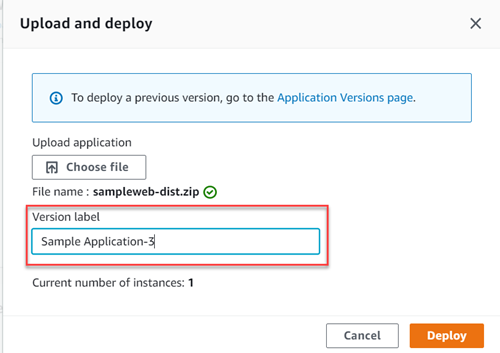 Upload and deploy
To deploy a previous version, go to the Application Versions page.
Upload application
Choose file
File name : sampleweb-dist.zip
Version label
Sample Application-3
Current number of instances: 1
Cancel Deploy